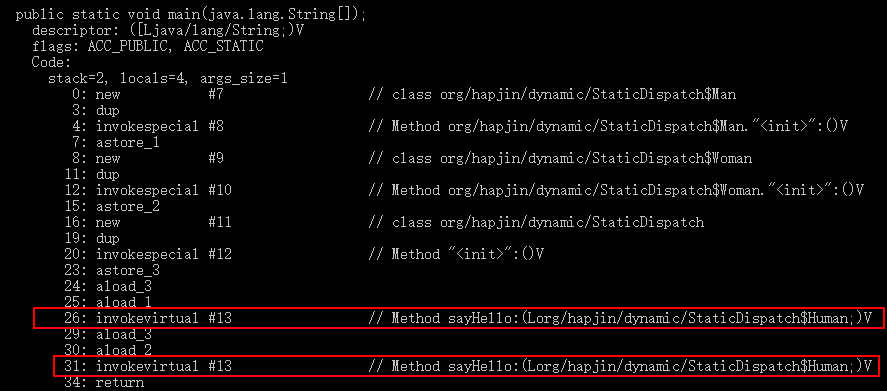 public static void main(java.lang.String[]);
descriptor: ([Ljava/lang/String;)V
flags: ACC_PUBLIC, ACC_STATIC
Code:
stack=2, locals=4, args_size=1
0: new #7 // class org/hapjin/dynamic/StaticDispatch$Man
3: dup
4: invokespecial #8 // Method org/hapjin/dynamic/StaticDispatch$Man."<init>":()V
7: astore_1
8: new #9 // class org/hapjin/dynamic/StaticDispatch$Woman
11: dup
12: invokespecial #10 // Method org/hapjin/dynamic/StaticDispatch$Woman."<init>":()V
15: astore_2
16: new #11 // class org/hapjin/dynamic/StaticDispatch
19: dup
20: invokespecial #12 // Method "<init>":()V
23: astore_3
24: aload_3
25: aload_1
26: invokevirtual #13 // Method sayHello:(Lorg/hapjin/dynamic/StaticDispatch$Human;)V
29: aload_3
30: aload_2
31: invokevirtual #13 // Method sayHello:(Lorg/hapjin/dynamic/StaticDispatch$Human;)V
34: return